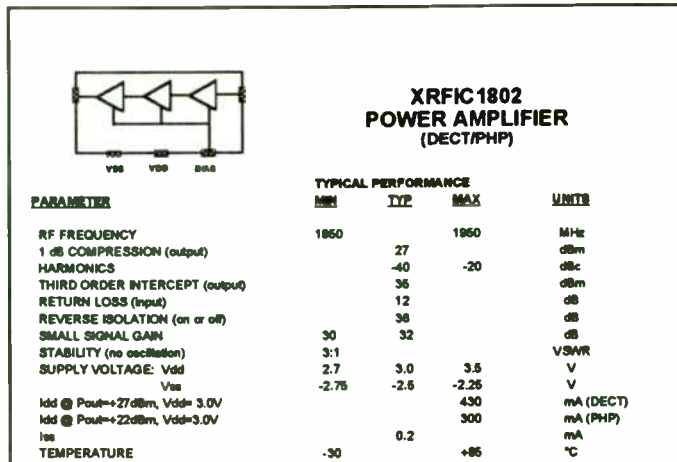 XRFIC1802
POWER AMPLIFIER
(DECT/PHP)
VSS VDD BIAS
TYPICAL PERFORMANCE
PARAMETER MIN TYP MAX UNITS
RF FREQUENCY 1850 1950 MHz
1 dB COMPRESSION (output) 27 dBm
HARMONICS -40 -20 dBc
THIRD ORDER INTERCEPT (output) 35 dBm
RETURN LOSS (input) 12 dB
REVERSE ISOLATION (on or off) 36 dB
SMALL SIGNAL GAIN 30 32 dB
STABILITY (no oscillation) 3:1 VSWR
SUPPLY VOLTAGE: Vdd 2.7 3.0 3.5 V
Vss -2.75 -2.5 -2.25 V
Idd @ Pout=+27dBm, Vdd= 3.0V 430 mA (DECT)
Idd @ Pout=+22dBm, Vdd=3.0V 300 mA (PHP)
Iss 0.2 mA
TEMPERATURE -30 +85 °C